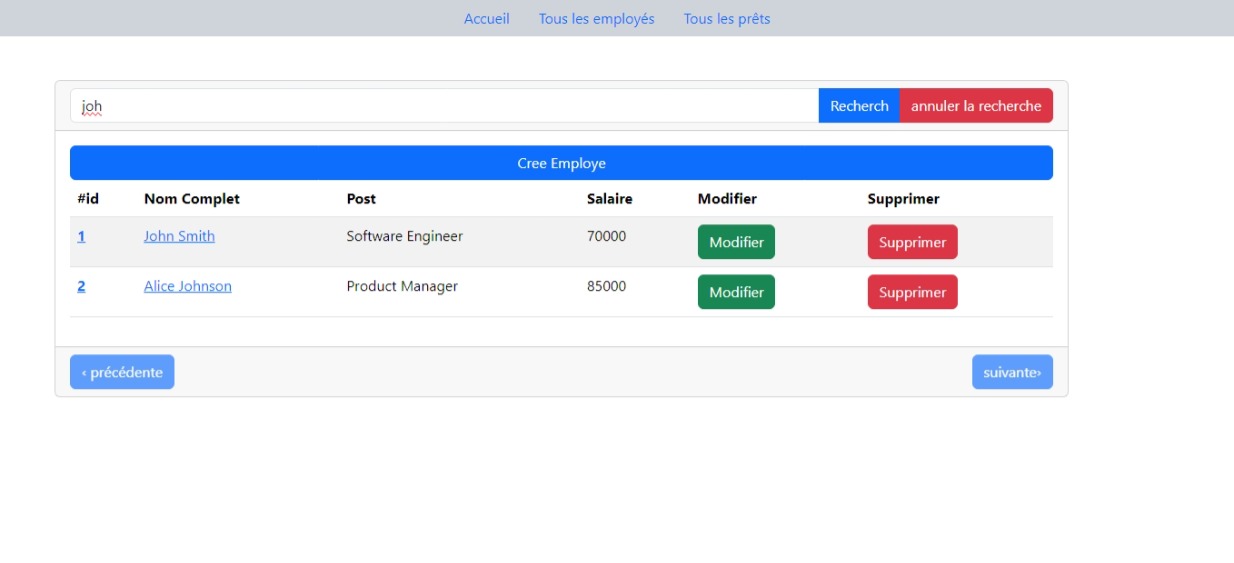 Accueil Tous les employés Tous les prêts
joh Recherch annuler la recherche
Cree Employe
#id Nom Complet Post Salaire Modifier Supprimer
1 John Smith Software Engineer 70000 Modifier Supprimer
2 Alice Johnson Product Manager 85000 Modifier Supprimer
‹ précédente suivante›